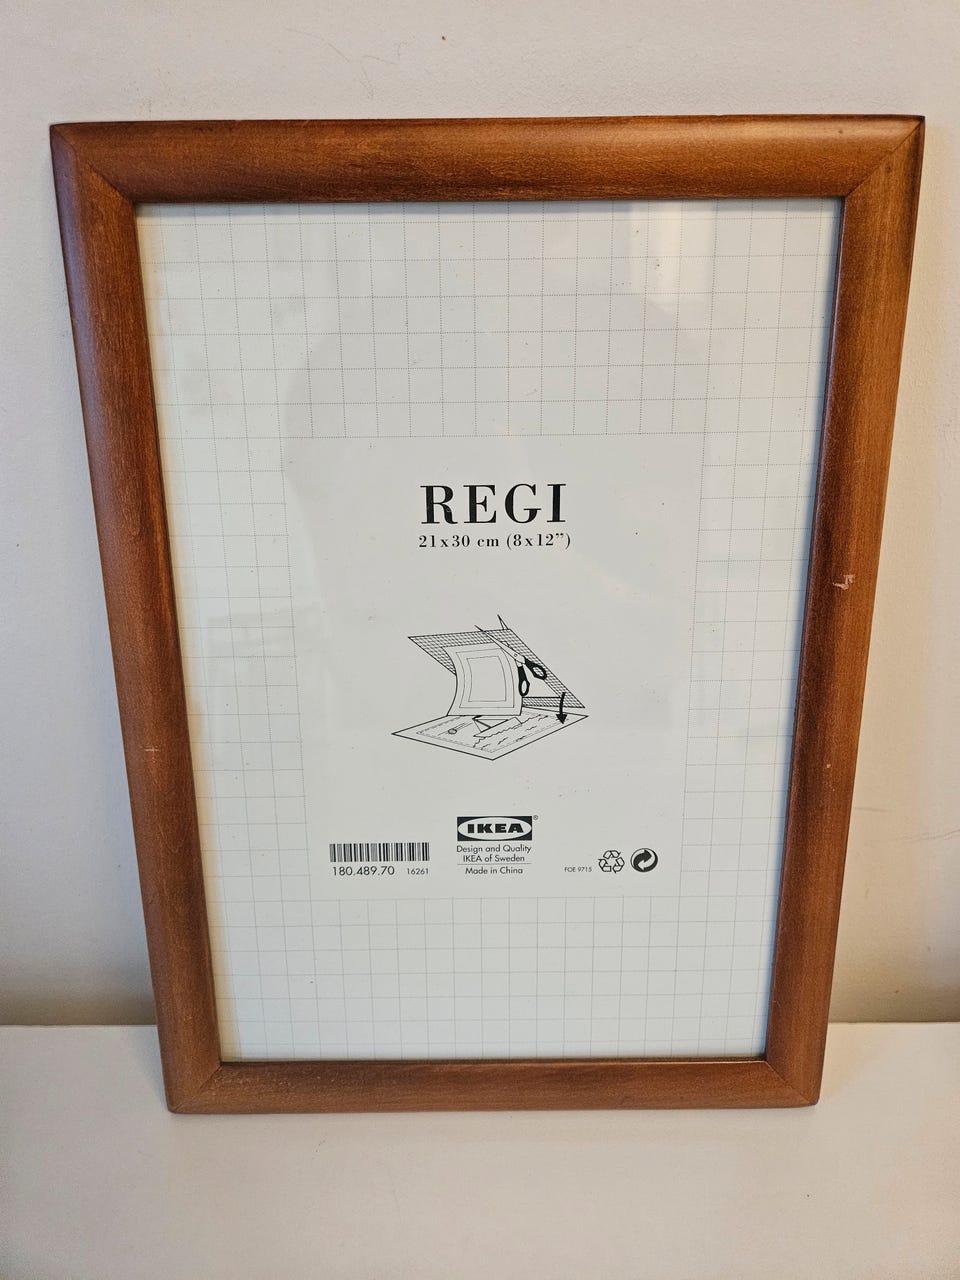 REGI
21x30 cm (8x12”)
IKEA®
Design and Quality
IKEA of Sweden
Made in China
180.489.70 16261
FOE 9715